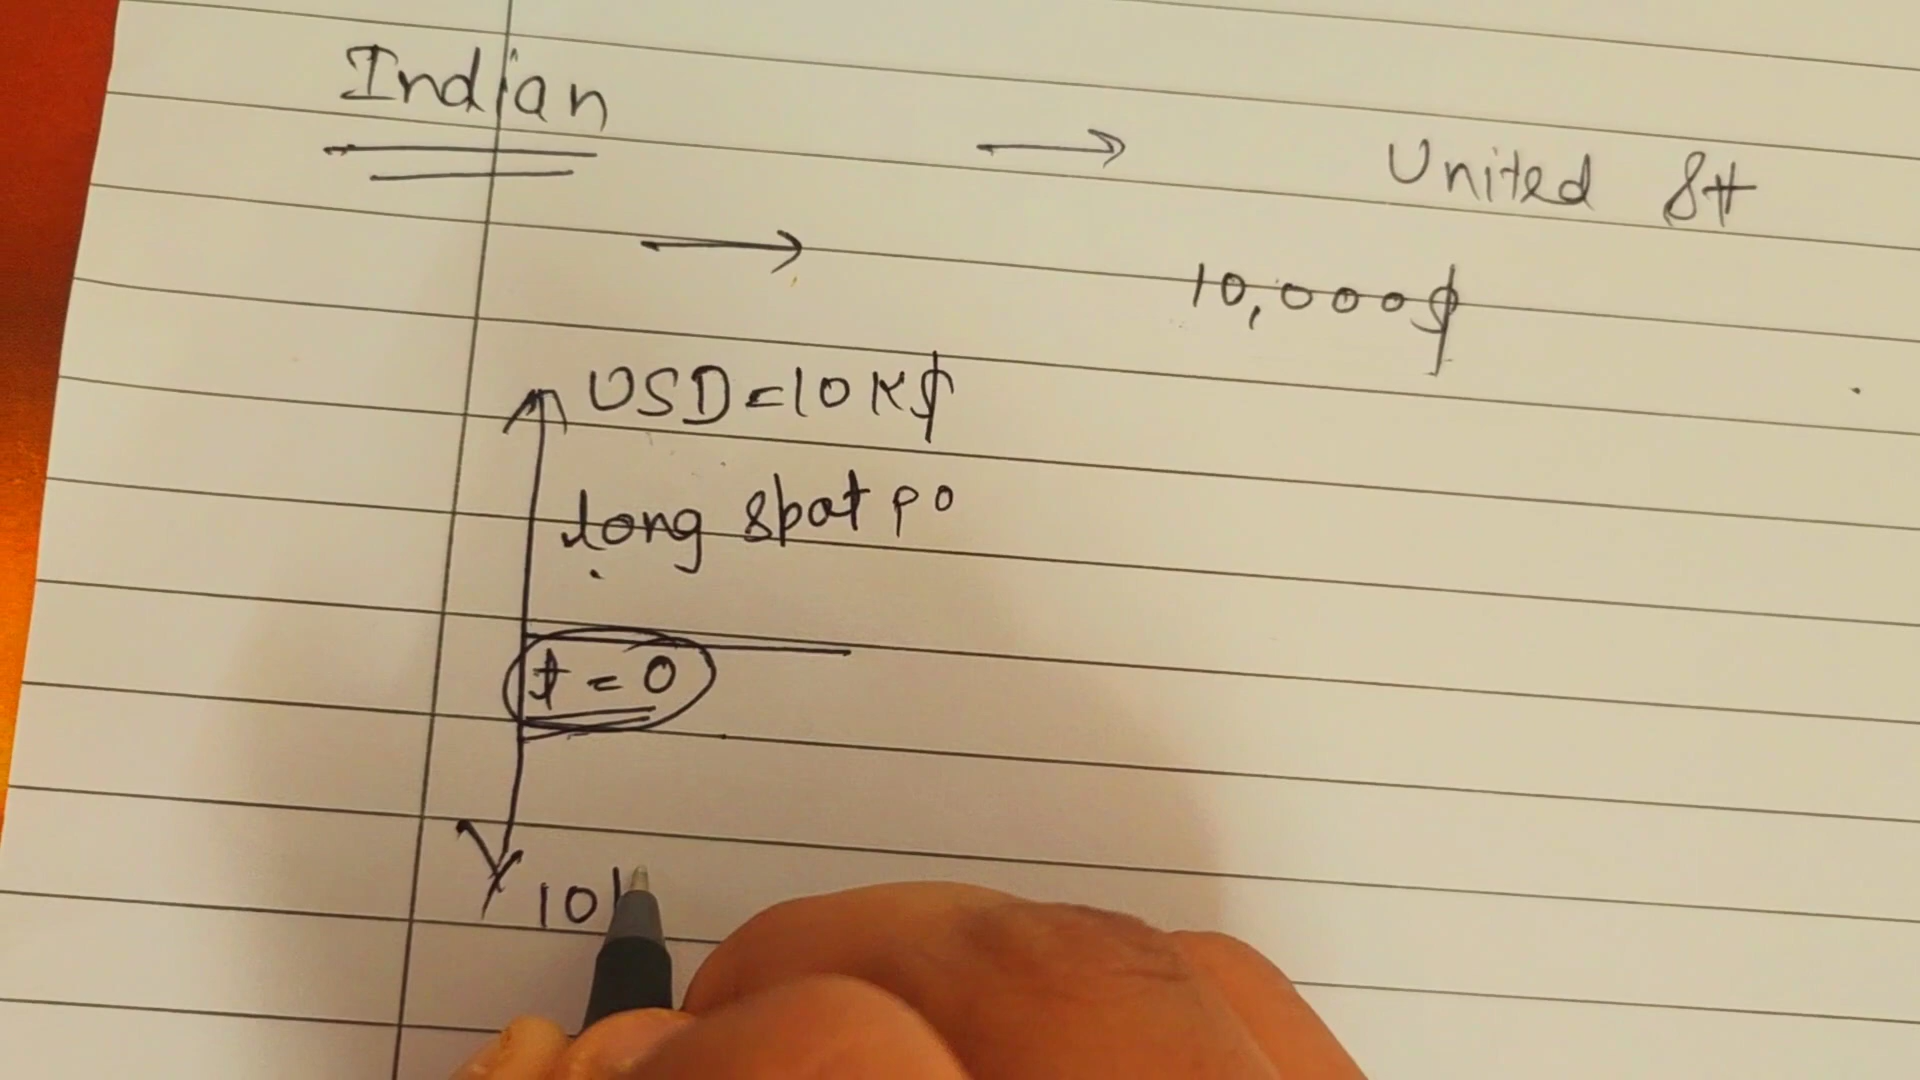 Indian → United St
→ 10,000$
USD = 10K$
long spot po
t = 0
10